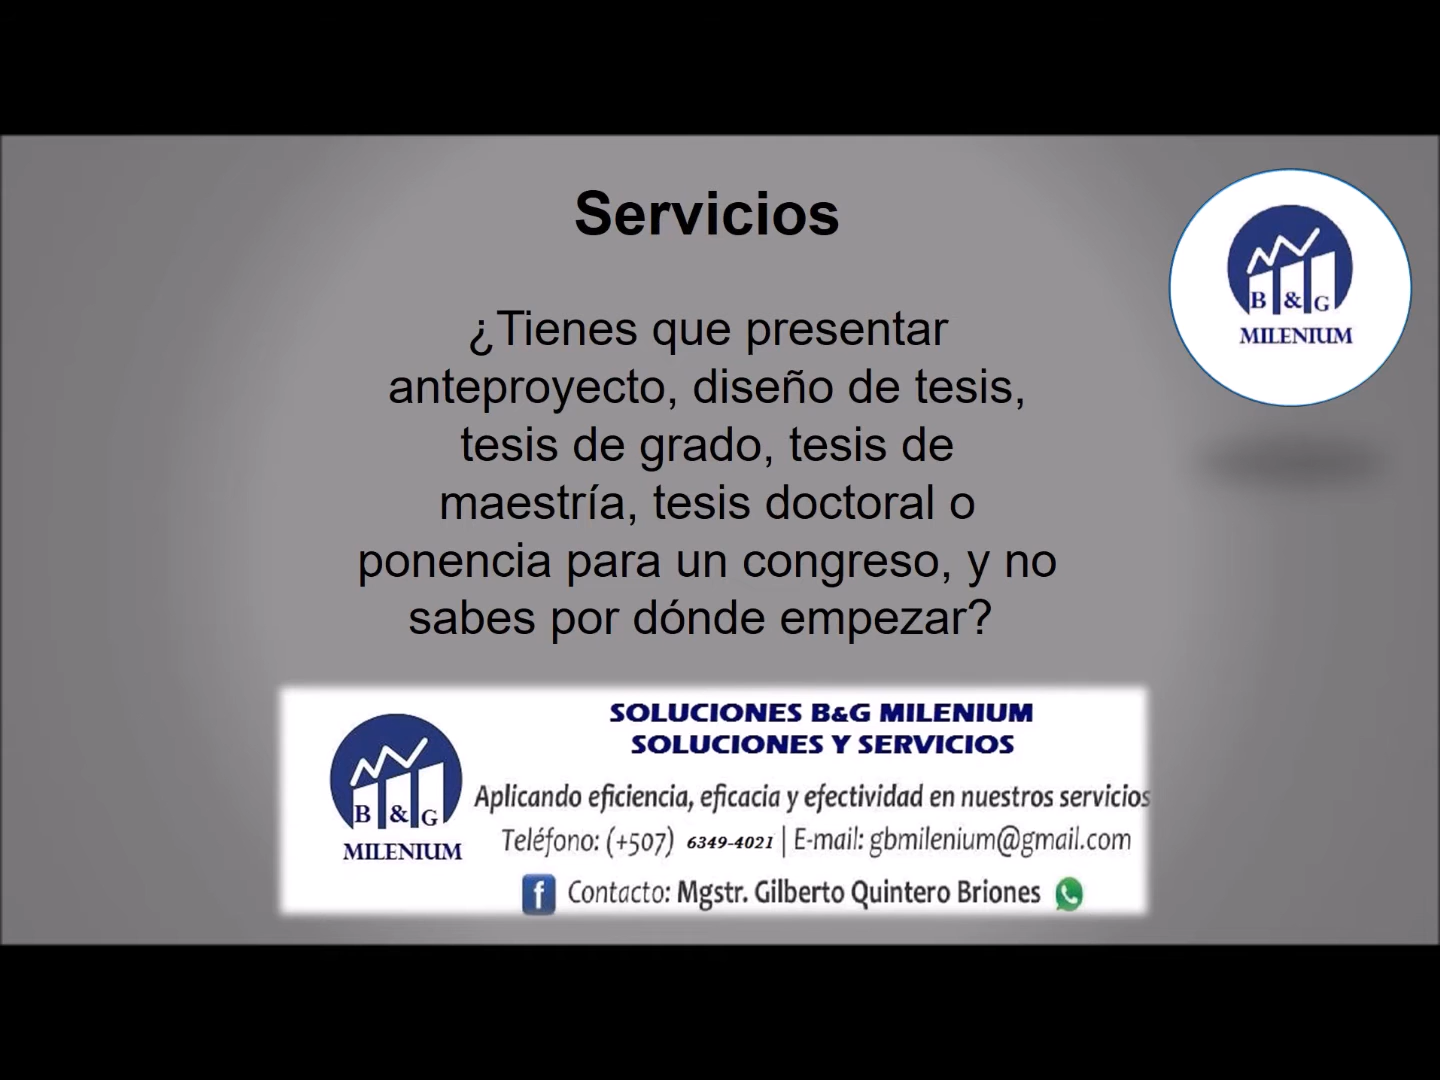 Servicios
B & G
MILENIUM
¿Tienes que presentar
anteproyecto, diseño de tesis,
tesis de grado, tesis de
maestría, tesis doctoral o
ponencia para un congreso, y no
sabes por dónde empezar?
SOLUCIONES B&G MILENIUM
SOLUCIONES Y SERVICIOS
B & G
MILENIUM
Aplicando eficiencia, eficacia y efectividad en nuestros servicios
Teléfono: (+507) 6349-4021 | E-mail: gbmilenium@gmail.com
f Contacto: Mgstr. Gilberto Quintero Briones